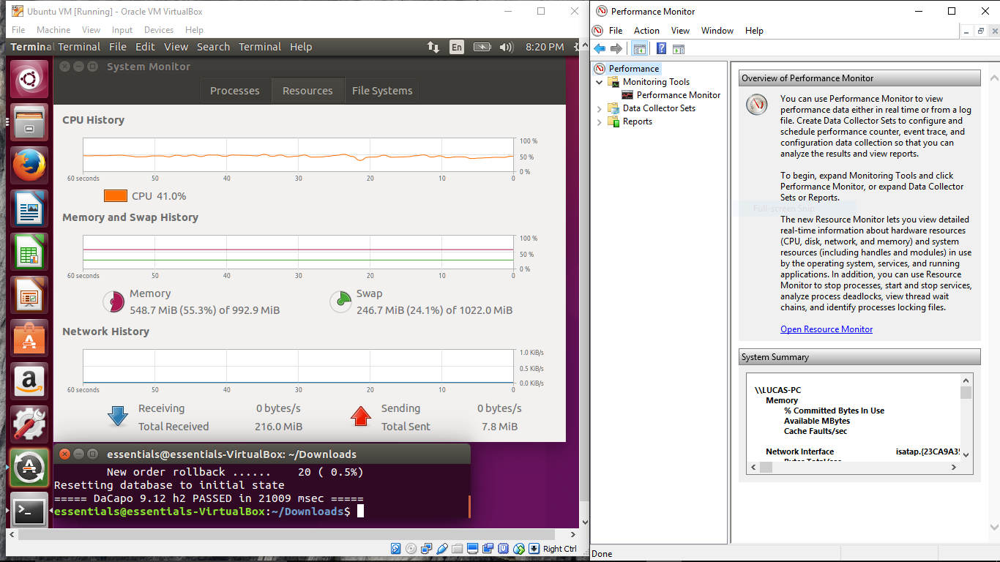 Ubuntu VM [Running] - Oracle VM VirtualBox
File Machine View Input Devices Help
Terminal Terminal File Edit View Search Terminal Help En 8:20 PM
System Monitor
Processes Resources File Systems
CPU History
100 %
50 %
0 %
60 seconds 50 40 30 20 10 0
CPU 41.0%
Memory and Swap History
100 %
50 %
0 %
60 seconds 50 40 30 20 10 0
Memory
548.7 MiB (55.3%) of 992.9 MiB
Swap
246.7 MiB (24.1%) of 1022.0 MiB
Network History
1.0 KiB/s
0.5 KiB/s
0.0 KiB/s
60 seconds 50 40 30 20 10 0
Receiving 0 bytes/s
Total Received 216.0 MiB
Sending 0 bytes/s
Total Sent 7.8 MiB
essentials@essentials-VirtualBox: ~/Downloads
New order rollback ...... 20 ( 0.5%)
Resetting database to initial state
===== DaCapo 9.12 h2 PASSED in 21009 msec =====
essentials@essentials-VirtualBox:~/Downloads$
Right Ctrl
Performance Monitor
File Action View Window Help
Performance
Monitoring Tools
Performance Monitor
Data Collector Sets
Reports
Overview of Performance Monitor
You can use Performance Monitor to view
performance data either in real time or from a log
file. Create Data Collector Sets to configure and
schedule performance counter, event trace, and
configuration data collection so that you can
analyze the results and view reports.
To begin, expand Monitoring Tools and click
Performance Monitor, or expand Data Collector
Sets or Reports.
Full-screen Snip
The new Resource Monitor lets you view detailed
real-time information about hardware resources
(CPU, disk, network, and memory) and system
resources (including handles and modules) in use
by the operating system, services, and running
applications. In addition, you can use Resource
Monitor to stop processes, start and stop services,
analyze process deadlocks, view thread wait
chains, and identify processes locking files.
Open Resource Monitor
System Summary
\\LUCAS-PC
Memory
% Committed Bytes In Use
Available MBytes
Cache Faults/sec
Network Interface isatap.{23CA9A35
Bytes Total/sec
Done